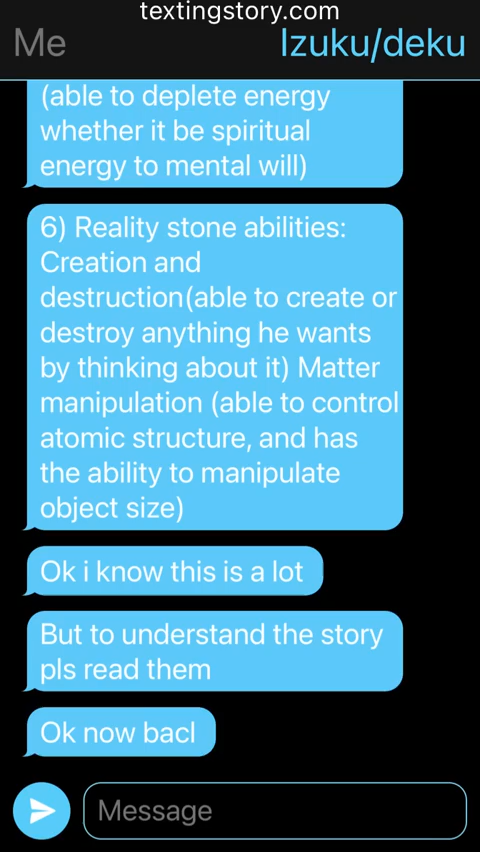 textingstory.com
Me
Izuku/deku
(able to deplete energy
whether it be spiritual
energy to mental will)
6) Reality stone abilities:
Creation and
destruction(able to create or
destroy anything he wants
by thinking about it) Matter
manipulation (able to control
atomic structure, and has
the ability to manipulate
object size)
Ok i know this is a lot
But to understand the story
pls read them
Ok now bacl
Message